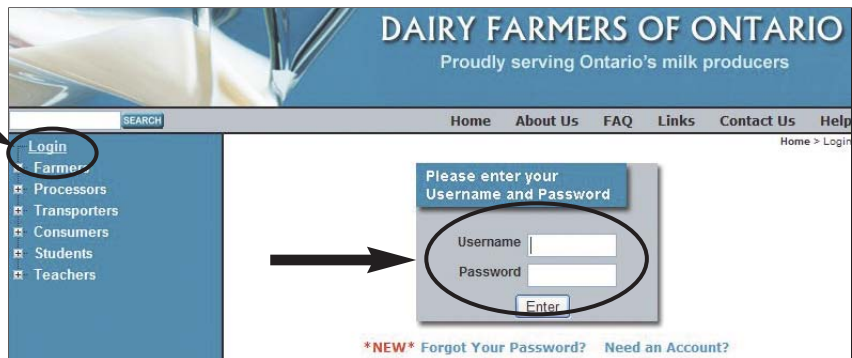 DAIRY FARMERS OF ONTARIO
Proudly serving Ontario's milk producers
SEARCH
Home About Us FAQ Links Contact Us Help
Home > Login
Login
Farmers
Processors
Transporters
Consumers
Students
Teachers
Please enter your
Username and Password
Username
Password
Enter
*NEW* Forgot Your Password? Need an Account?